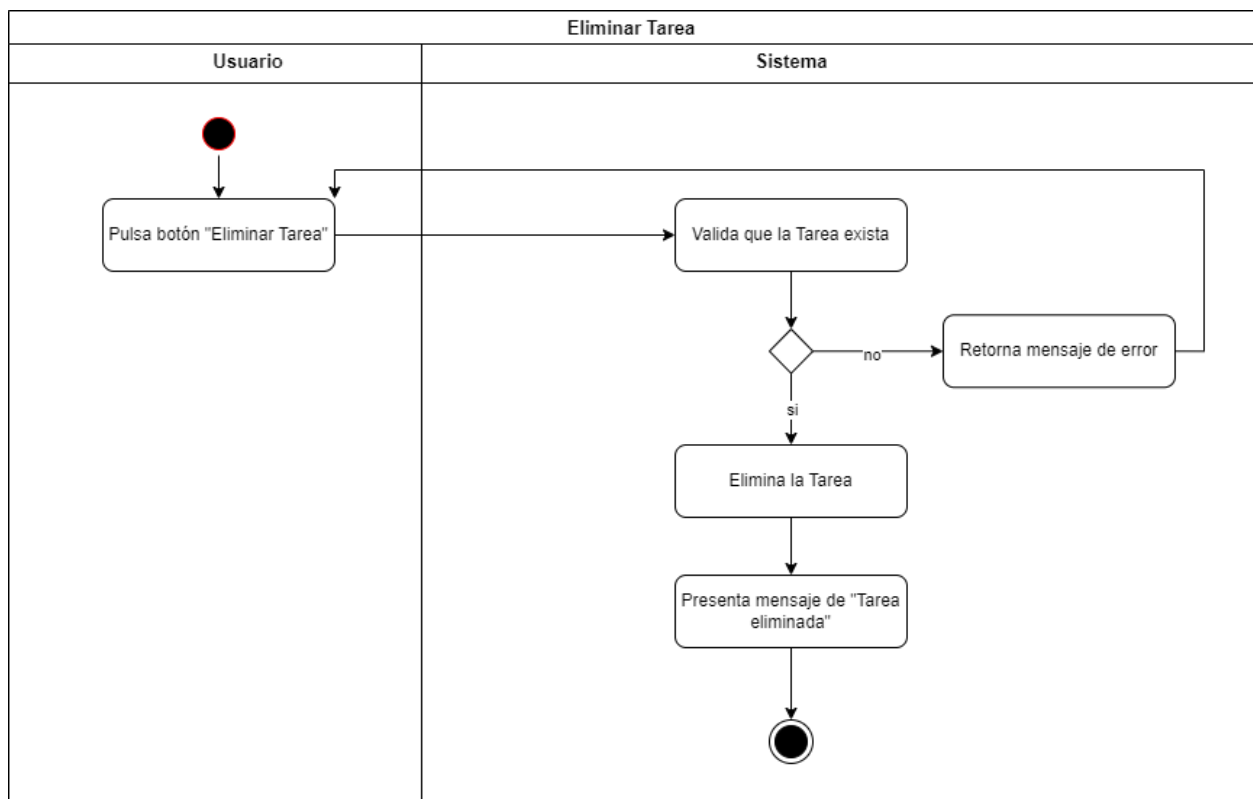 Eliminar Tarea
Usuario
Sistema
Pulsa botón "Eliminar Tarea"
Valida que la Tarea exista
no
Retorna mensaje de error
si
Elimina la Tarea
Presenta mensaje de "Tarea
eliminada"